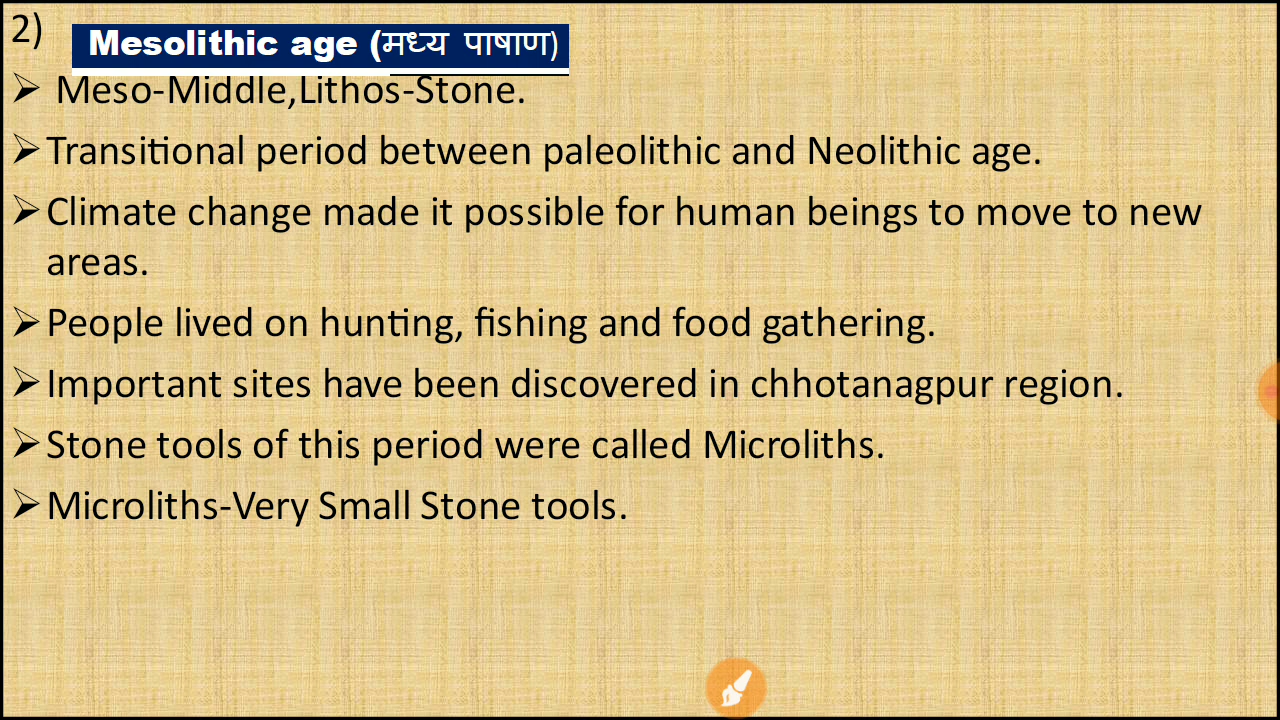 2)
Mesolithic age (मध्य पाषाण)
➢ Meso-Middle,Lithos-Stone.
➢Transitional period between paleolithic and Neolithic age.
➢Climate change made it possible for human beings to move to new
areas.
➢People lived on hunting, fishing and food gathering.
➢Important sites have been discovered in chhotanagpur region.
➢Stone tools of this period were called Microliths.
➢Microliths-Very Small Stone tools.